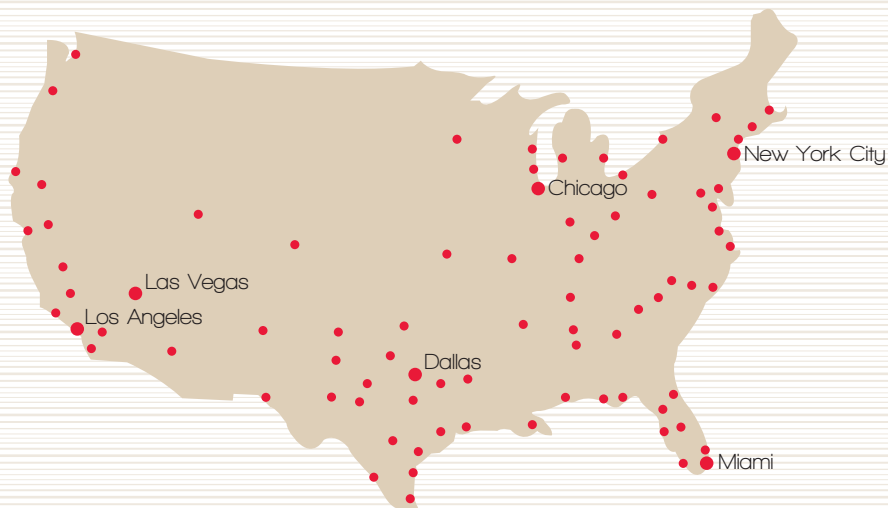 New York City
Chicago
Las Vegas
Los Angeles
Dallas
Miami